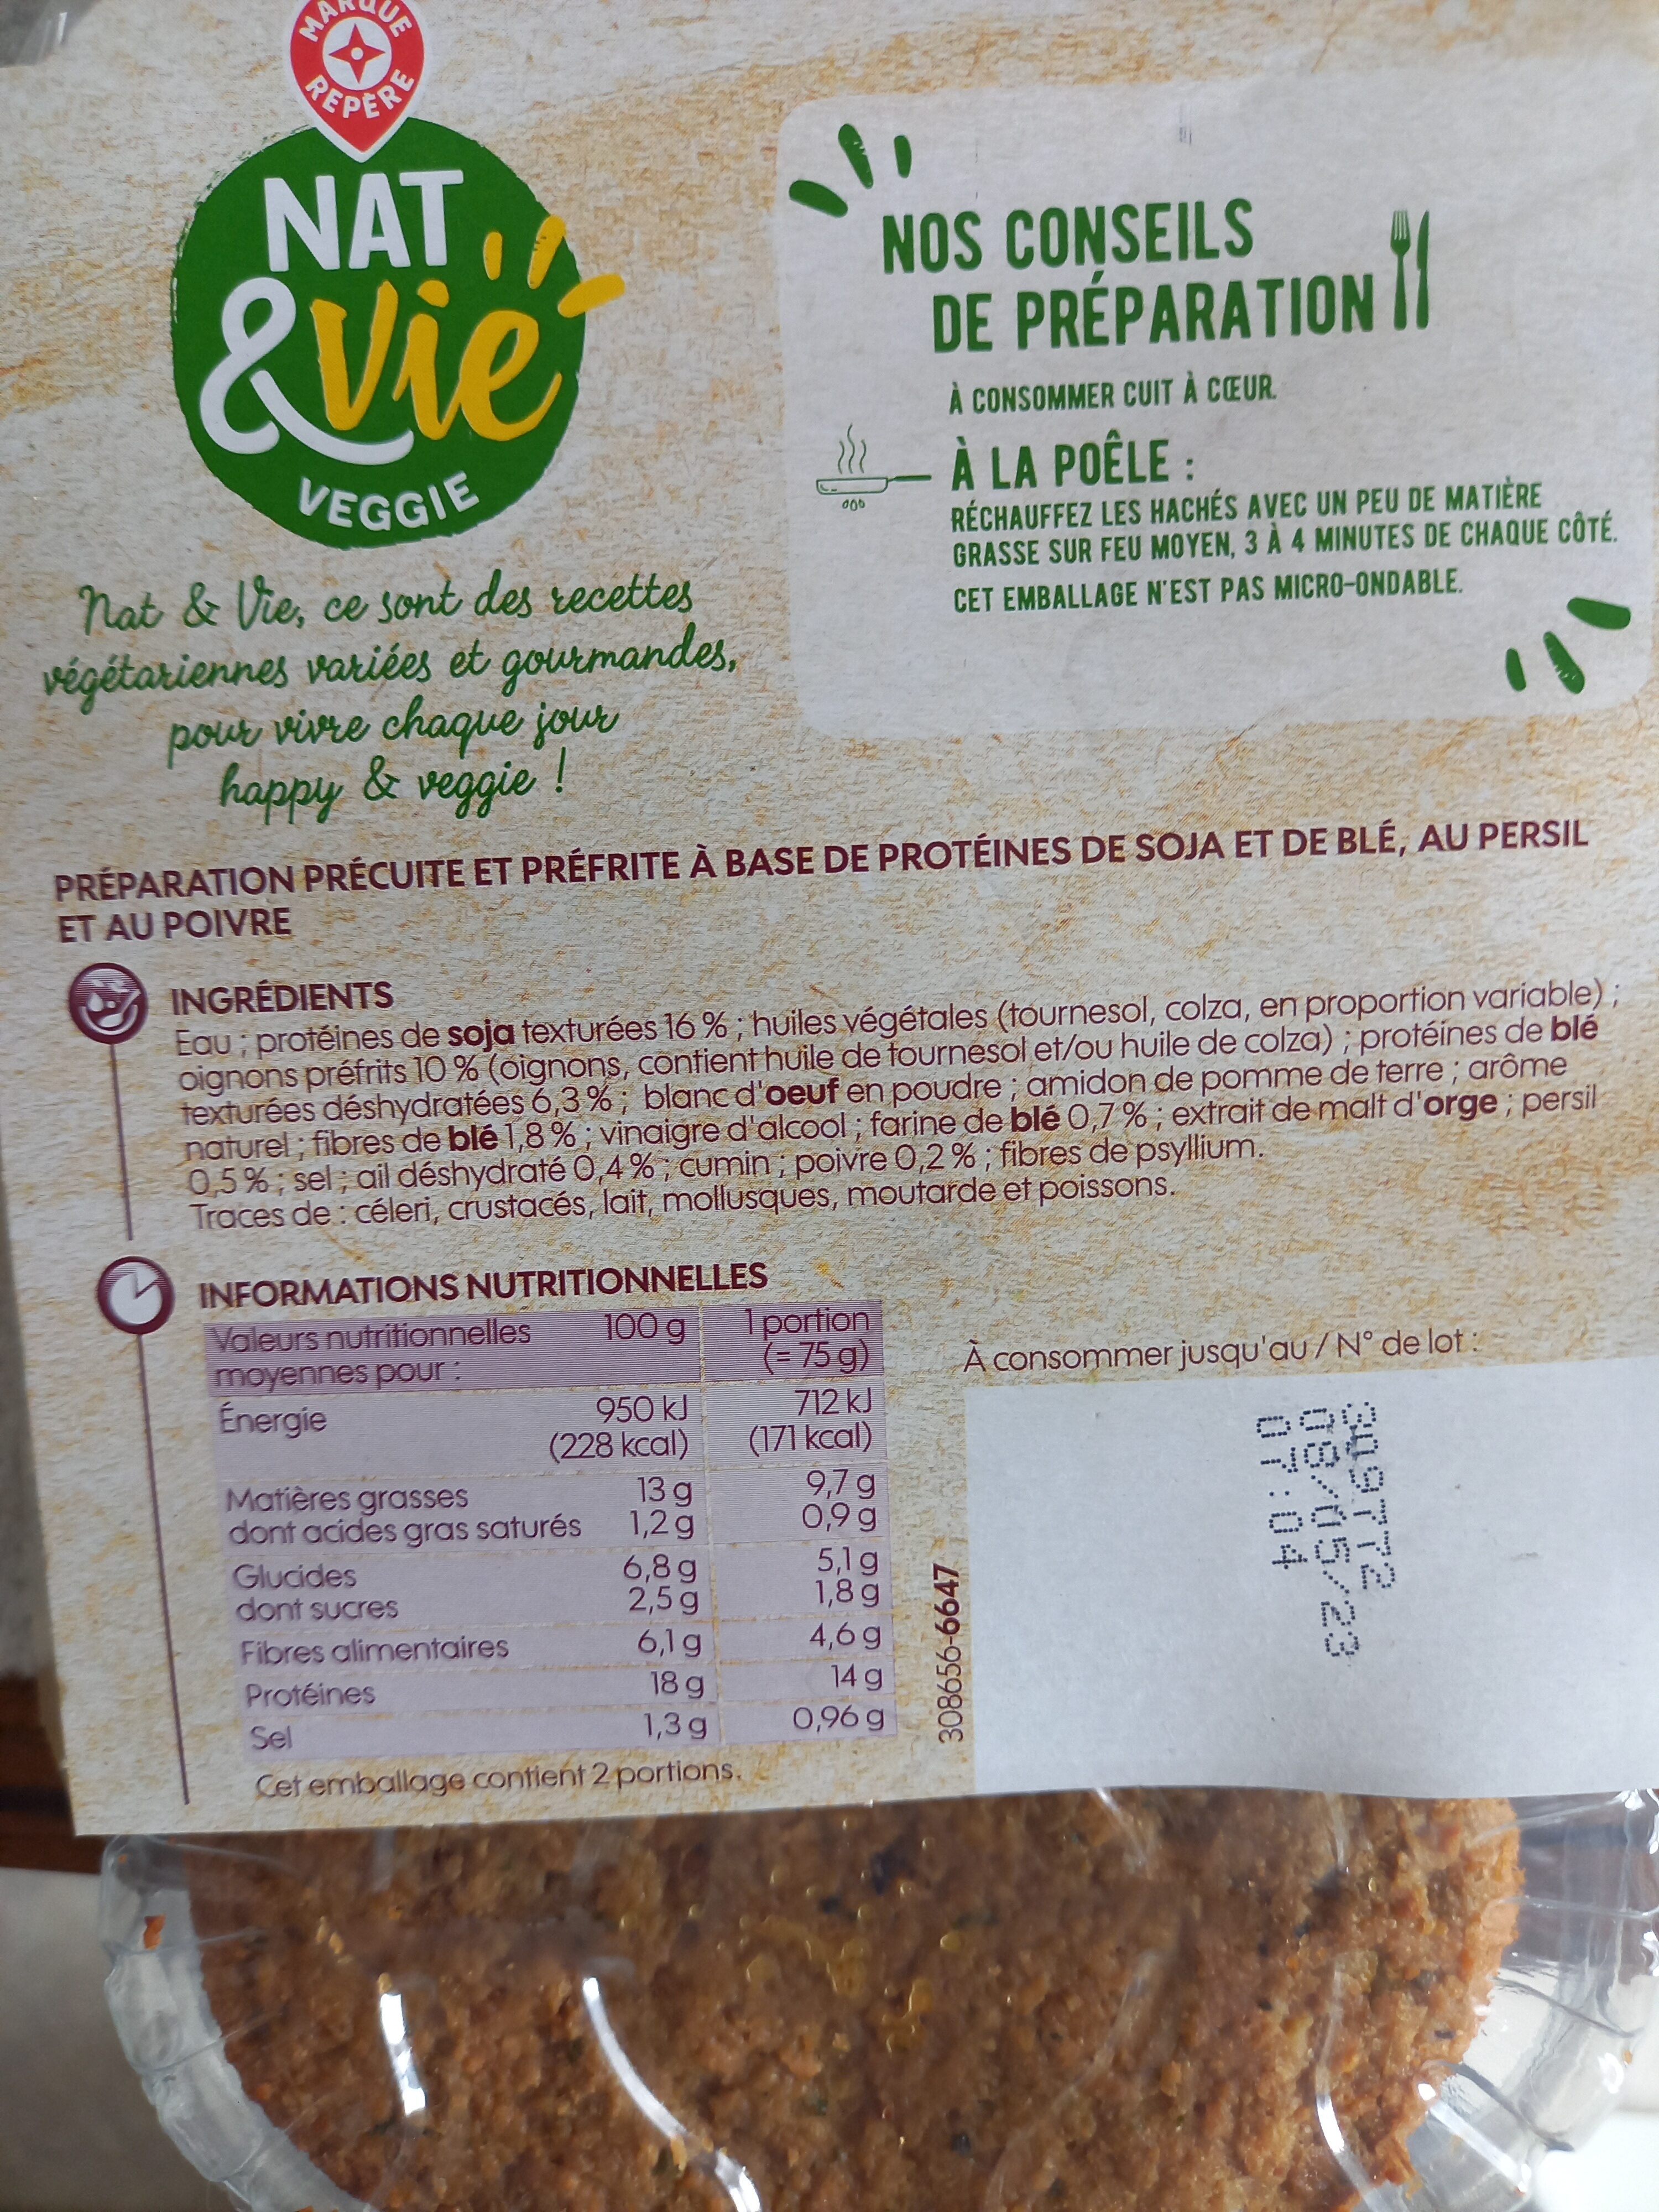 MARQUE
REPÈRE
NAT
&Vie
VEGGIE
Nat & Vie, ce sont des recettes
végétariennes variées et gourmandes,
pour vivre chaque jour
happy & veggie !
NOS CONSEILS
DE PRÉPARATION
À CONSOMMER CUIT À CŒUR.
À LA POÊLE :
RÉCHAUFFEZ LES HACHÉS AVEC UN PEU DE MATIÈRE
GRASSE SUR FEU MOYEN, 3 À 4 MINUTES DE CHAQUE CÔTÉ.
CET EMBALLAGE N'EST PAS MICRO-ONDABLE.
PRÉPARATION PRÉCUITE ET PRÉFRITE À BASE DE PROTÉINES DE SOJA ET DE BLÉ, AU PERSIL
ET AU POIVRE
INGRÉDIENTS
Eau ; protéines de soja texturées 16 % ; huiles végétales (tournesol, colza, en proportion variable) ;
oignons préfrits 10 % (oignons, contient huile de tournesol et/ou huile de colza) ; protéines de blé
texturées déshydratées 6,3 % ; blanc d'oeuf en poudre ; amidon de pomme de terre ; arôme
naturel ; fibres de blé 1,8 % ; vinaigre d'alcool ; farine de blé 0,7 % ; extrait de malt d'orge ; persil
0,5 % ; sel ; ail déshydraté 0,4 % ; cumin ; poivre 0,2 % ; fibres de psyllium.
Traces de : céleri, crustacés, lait, mollusques, moutarde et poissons.
INFORMATIONS NUTRITIONNELLES
Valeurs nutritionnelles 100 g 1 portion
moyennes pour : (= 75 g)
Énergie 950 kJ 712 kJ
(228 kcal) (171 kcal)
Matières grasses 13 g 9,7 g
dont acides gras saturés 1,2 g 0,9 g
Glucides 6,8 g 5,1 g
dont sucres 2,5 g 1,8 g
Fibres alimentaires 6,1 g 4,6 g
Protéines 18 g 14 g
Sel 1,3 g 0,96 g
Cet emballage contient 2 portions.
308656-6647
À consommer jusqu'au / N° de lot :
08/05/23
07:04